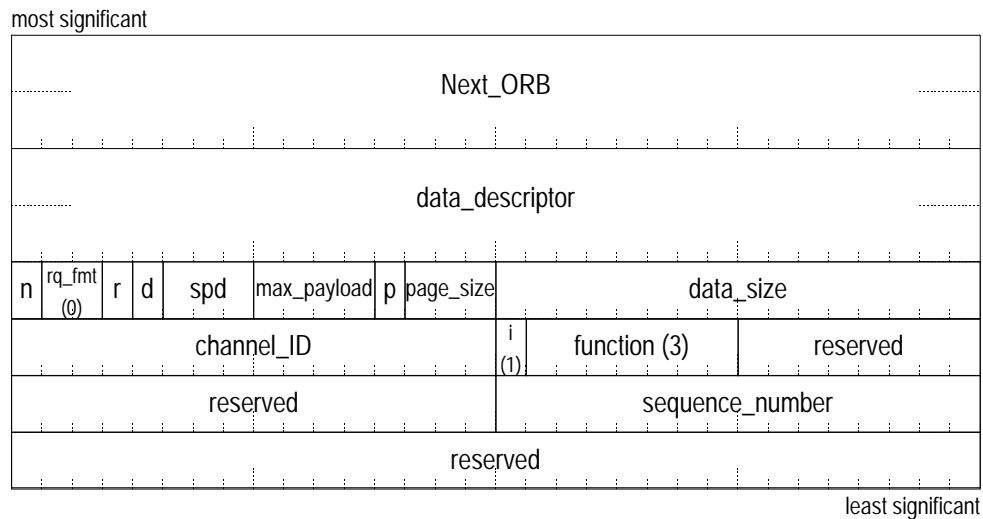 most significant
Next_ORB
data_descriptor
n rq_fmt (0) r d spd max_payload p page_size data_size
channel_ID i (1) function (3) reserved
reserved sequence_number
reserved
least significant